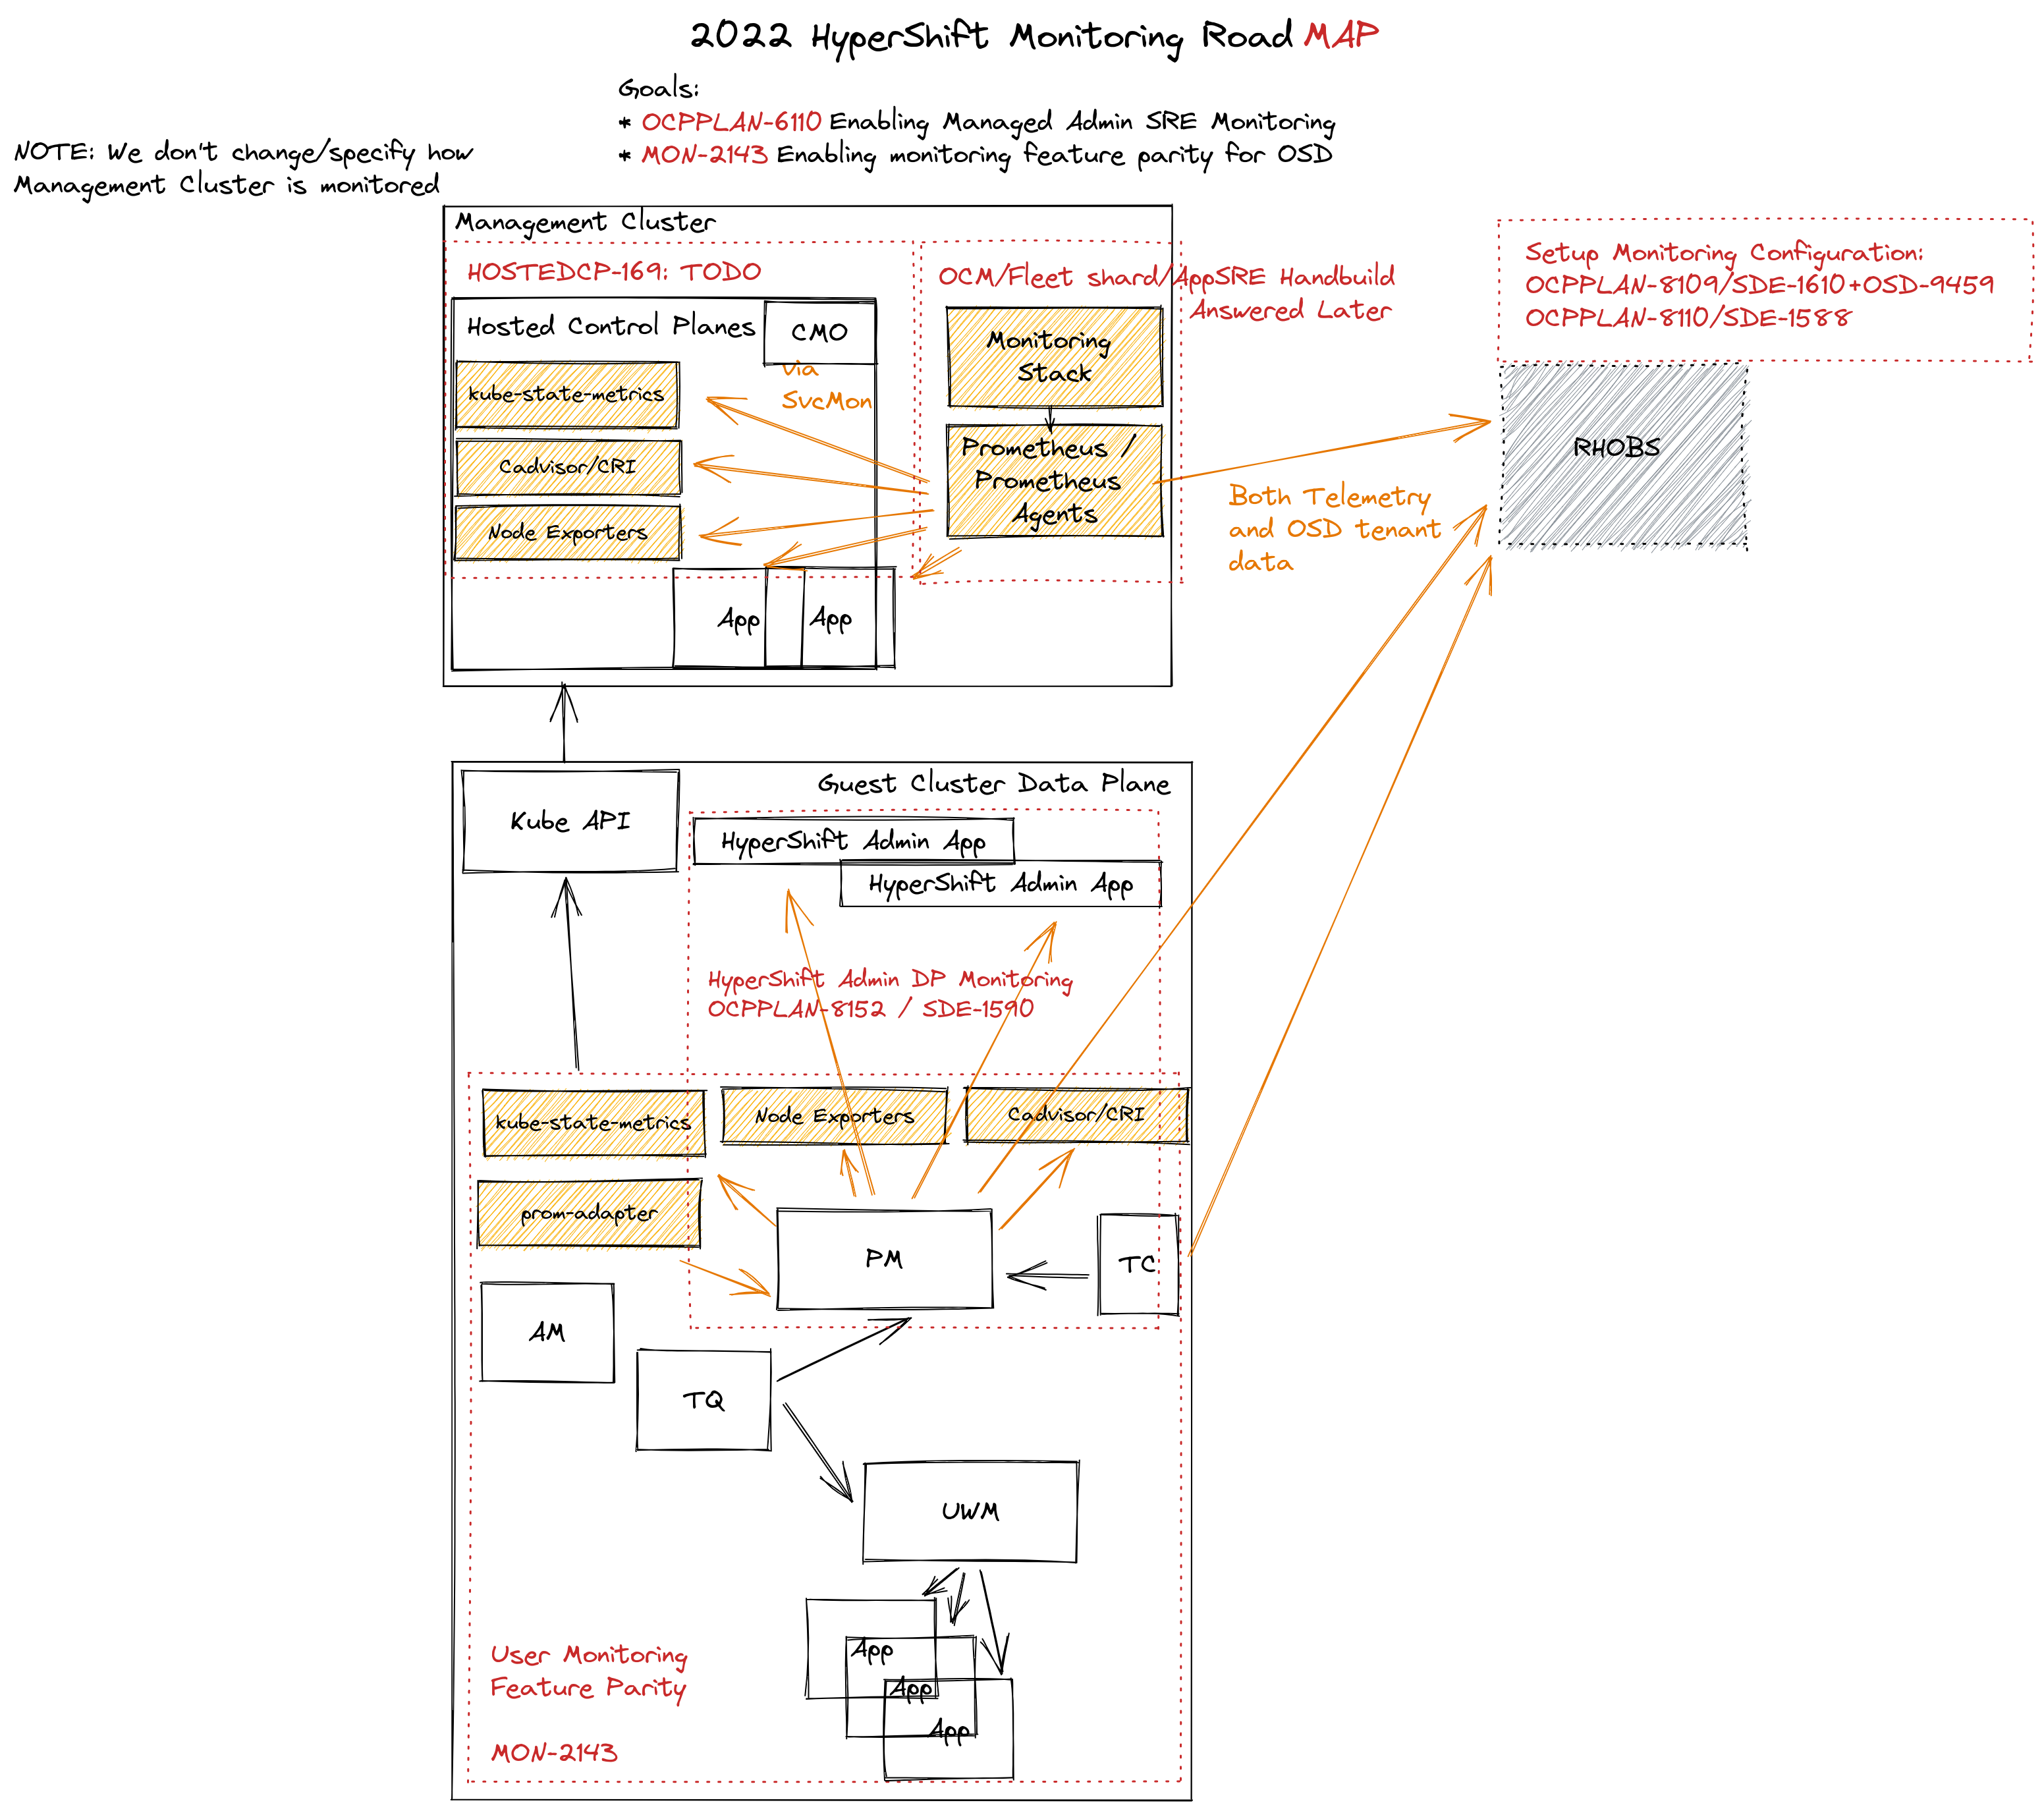 2022 HyperShift Monitoring Road MAP
Goals:
* OCPPLAN-6110 Enabling Managed Admin SRE Monitoring
* MON-2143 Enabling monitoring feature parity for OSD
NOTE: We don't change/specify how
Management Cluster is monitored
Management Cluster
HOSTEDCP-169: TODO
Hosted Control Planes
CMO
via
SvcMon
kube-state-metrics
Cadvisor/CRI
Node Exporters
App
App
OCM/Fleet shard/AppSRE Handbuild
Answered Later
Monitoring
Stack
Prometheus /
Prometheus
Agents
Setup Monitoring Configuration:
OCPPLAN-8109/SDE-1610+OSD-9459
OCPPLAN-8110/SDE-1588
RHOBS
Both Telemetry
and OSD tenant
data
Guest Cluster Data Plane
Kube API
HyperShift Admin App
HyperShift Admin App
HyperShift Admin DP Monitoring
OCPPLAN-8152 / SDE-1590
kube-state-metrics
Node Exporters
Cadvisor/CRI
prom-adapter
PM
TC
AM
TQ
UWM
App
App
App
User Monitoring
Feature Parity
MON-2143